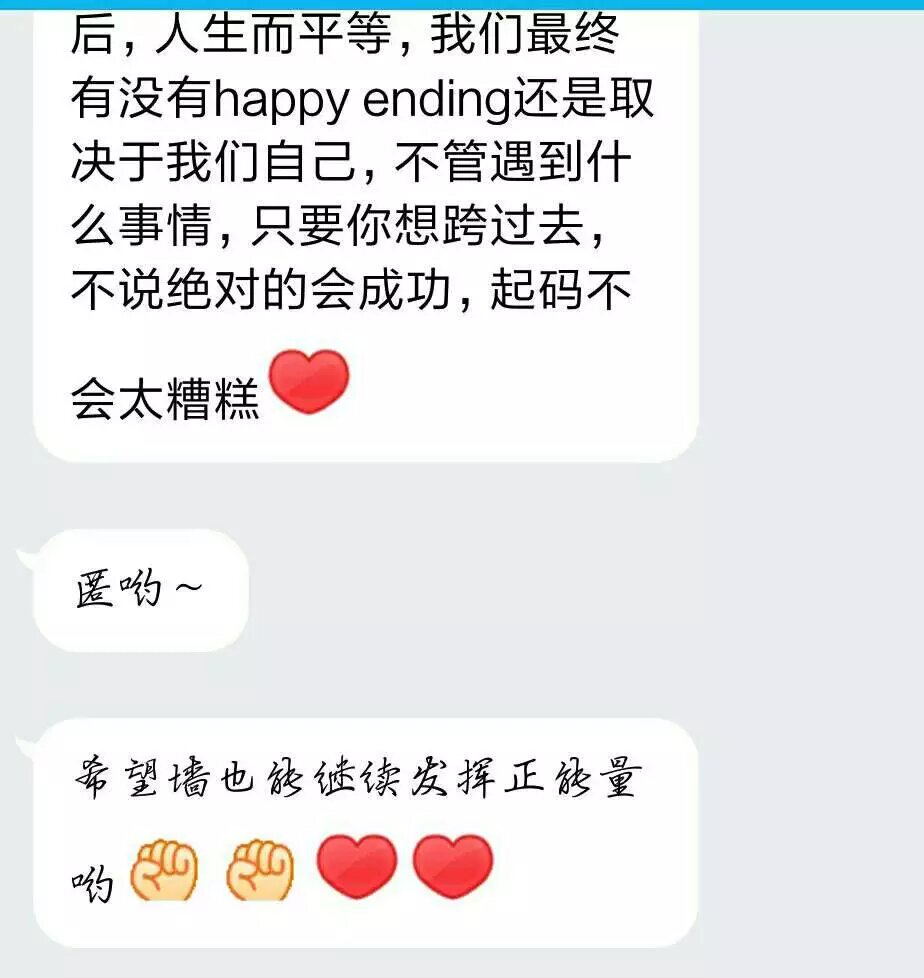 后，人生而平等，我们最终
有没有happy ending还是取
决于我们自己，不管遇到什
么事情，只要你想跨过去，
不说绝对的会成功，起码不
会太糟糕
匿哟～
希望墙也能继续发挥正能量
哟